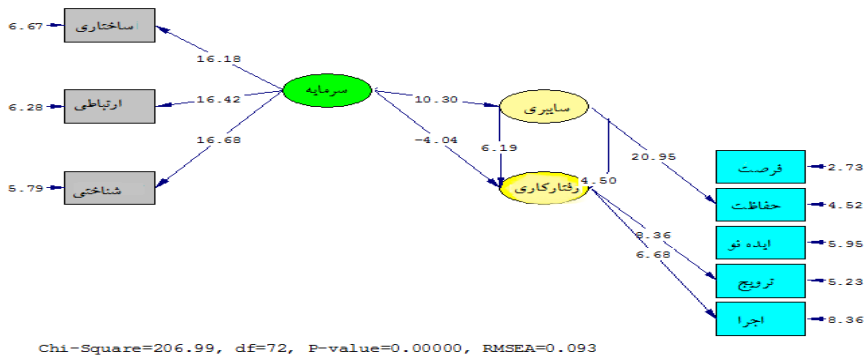 6.67
ساختاری
16.18
سرمایه
6.28
ارتباطی
16.42
10.30
سایبری
16.68
-4.04
6.19
20.95
5.79
شناختی
رفتارکاری
4.50
فرصت
2.73
حفاظت
4.52
8.36
ایده نو
5.95
6.68
ترویج
5.23
اجرا
8.36
Chi-Square=206.99, df=72, P-value=0.00000, RMSEA=0.093